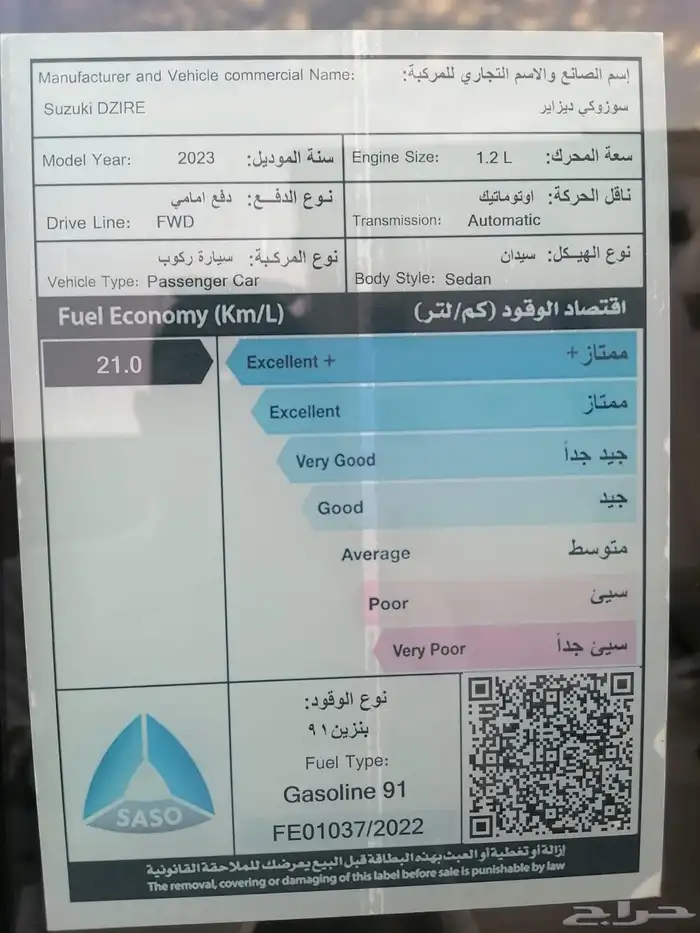 Manufacturer and Vehicle commercial Name: إسم الصانع والاسم التجاري للمركبة:
Suzuki DZIRE سوزوكي ديزاير
Model Year: 2023 سنة الموديل: Engine Size: 1.2 L سعة المحرك:
نوع الدفع: دفع امامي ناقل الحركة: اوتوماتيك
Drive Line: FWD Transmission: Automatic
نوع المركبة: سيارة ركوب نوع الهيكل: سيدان
Vehicle Type: Passenger Car Body Style: Sedan
Fuel Economy (Km/L) اقتصاد الوقود (كم/لتر)
21.0 Excellent + ممتاز +
Excellent ممتاز
Very Good جيد جداً
Good جيد
Average متوسط
Poor سيئ
Very Poor سيئ جداً
نوع الوقود:
بنزين ٩١
Fuel Type:
Gasoline 91
SASO
FE01037/2022
إزالة أو تغطية أو العبث بهذه البطاقة قبل البيع يعرضك للملاحقة القانونية
The removal, covering or damaging of this label before sale is punishable by law
حراج